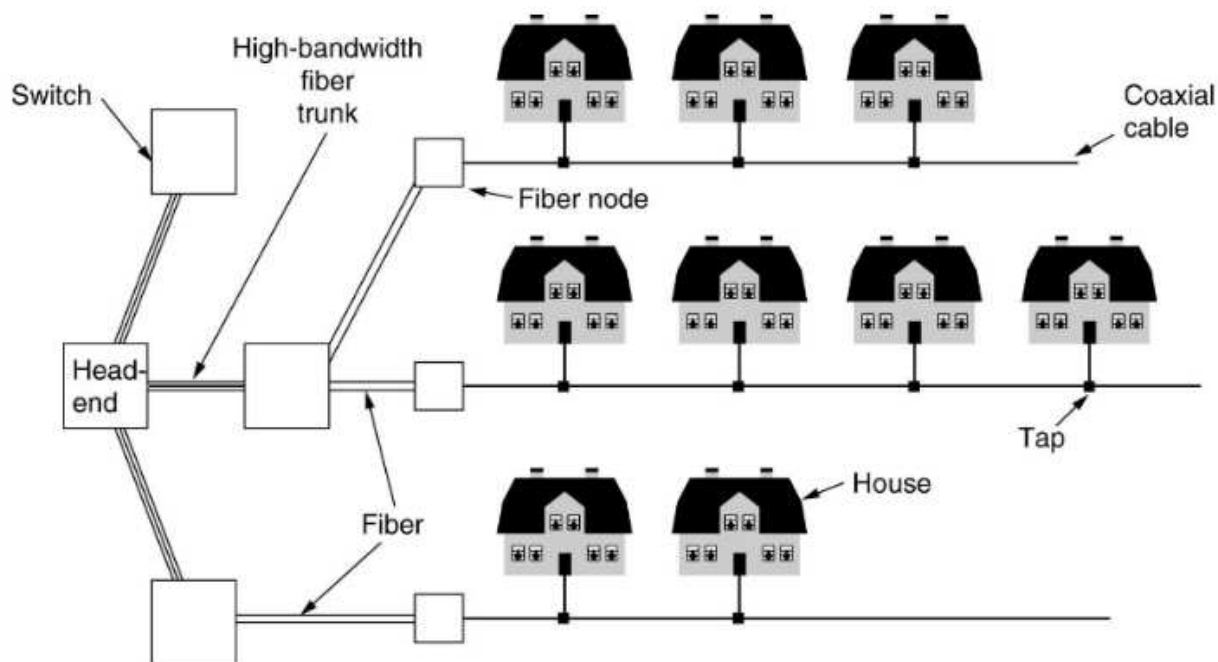 High-bandwidth
fiber
trunk
Switch
Coaxial
cable
Fiber node
Head-
end
Tap
House
Fiber